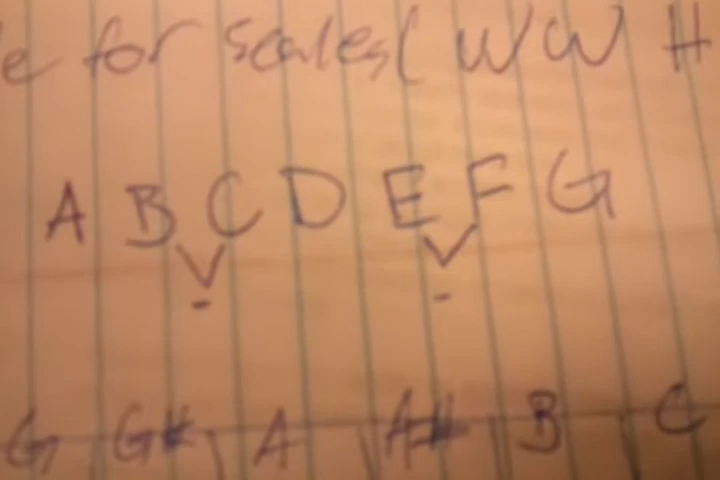 e for scales( W W H
A B C D E F G
- -
G G# A A# B C